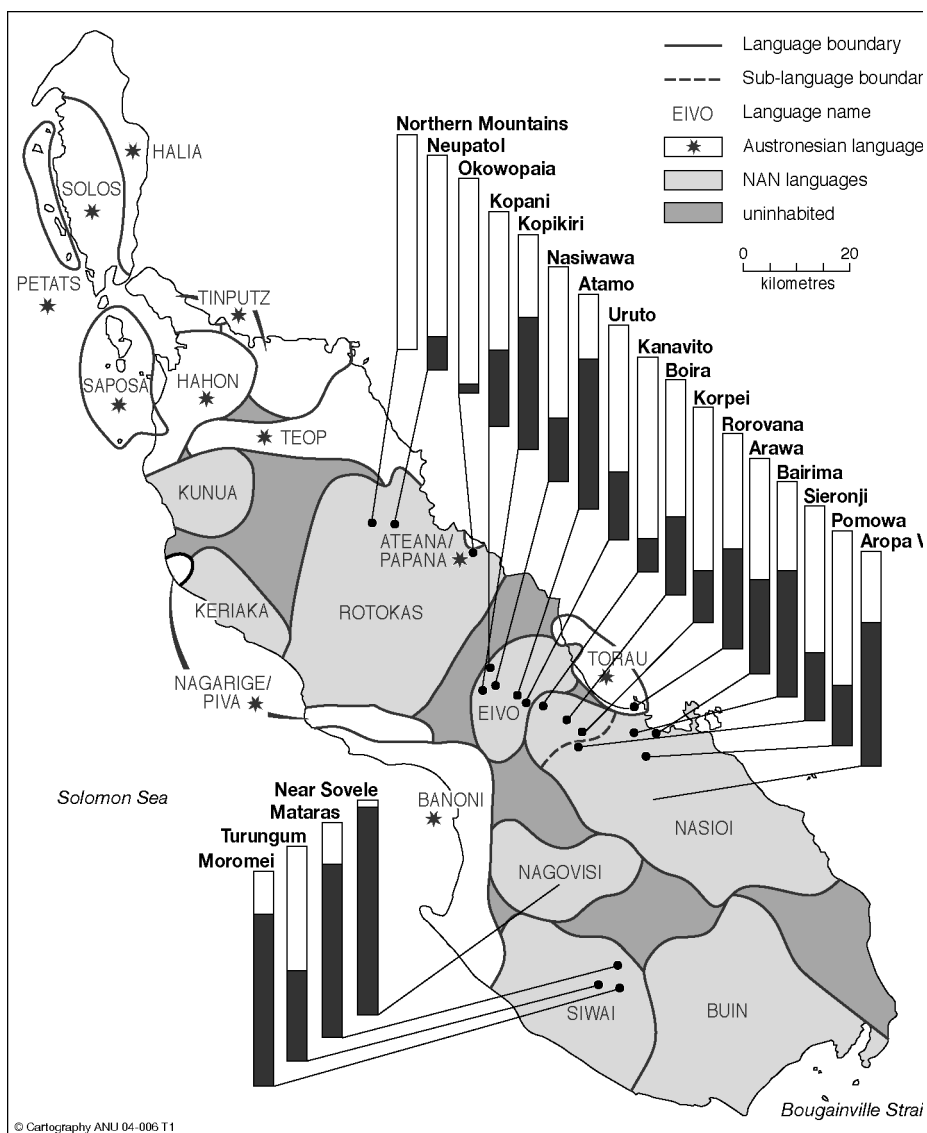 Language boundary
Sub-language boundar
EIVO Language name
Austronesian language
NAN languages
uninhabited
0 20
kilometres
Northern Mountains
Neupatol
Okowopaia
Kopani
Kopikiri
Nasiwawa
Atamo
Uruto
Kanavito
Boira
Korpei
Rorovana
Arawa
Bairima
Sieronji
Pomowa
Aropa V
HALIA
SOLOS
PETATS
TINPUTZ
SAPOSA
HAHON
TEOP
KUNUA
ATEANA/
PAPANA
KERIAKA
ROTOKAS
TORAU
NAGARIGE/
PIVA
EIVO
Solomon Sea
BANONI
NASIOI
Near Sovele
Mataras
Turungum
Moromei
NAGOVISI
SIWAI
BUIN
Bougainville Strai
© Cartography ANU 04-006 T1